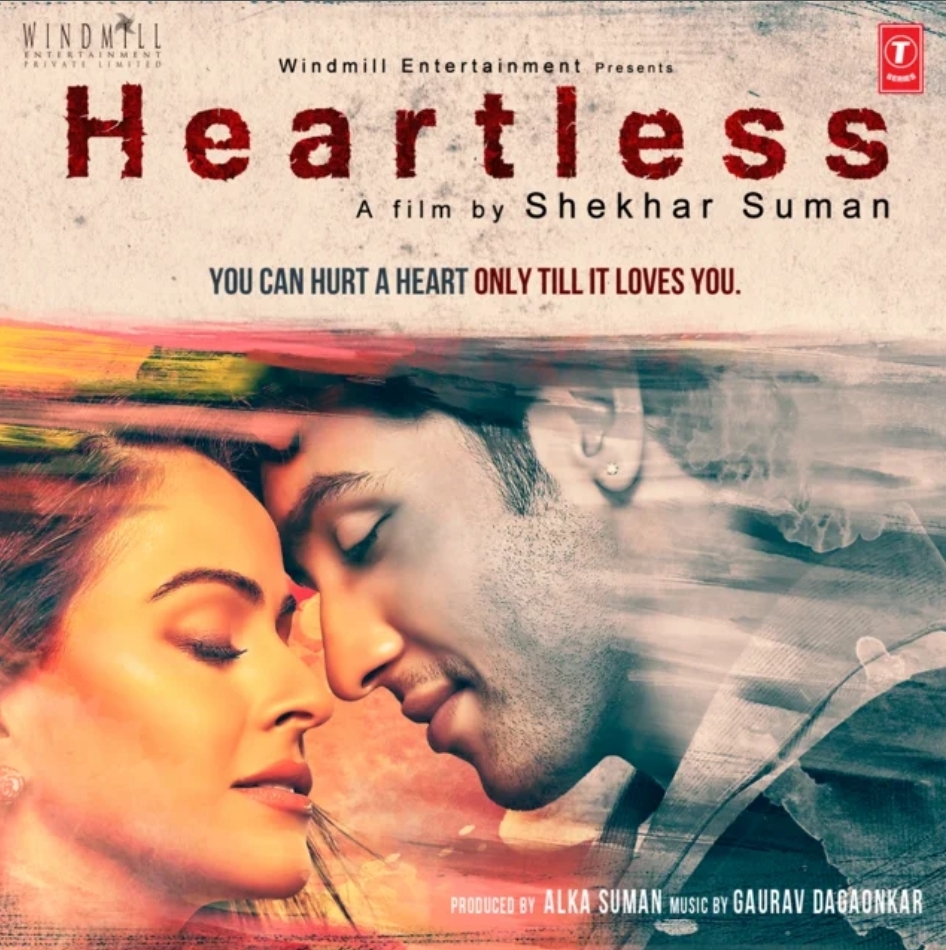 WINDMILL
ENTERTAINMENT
PRIVATE LIMITED
T
SERIES
Windmill Entertainment Presents
Heartless
A film by Shekhar Suman
YOU CAN HURT A HEART ONLY TILL IT LOVES YOU.
PRODUCED BY ALKA SUMAN MUSIC BY GAURAV DAGAONKAR